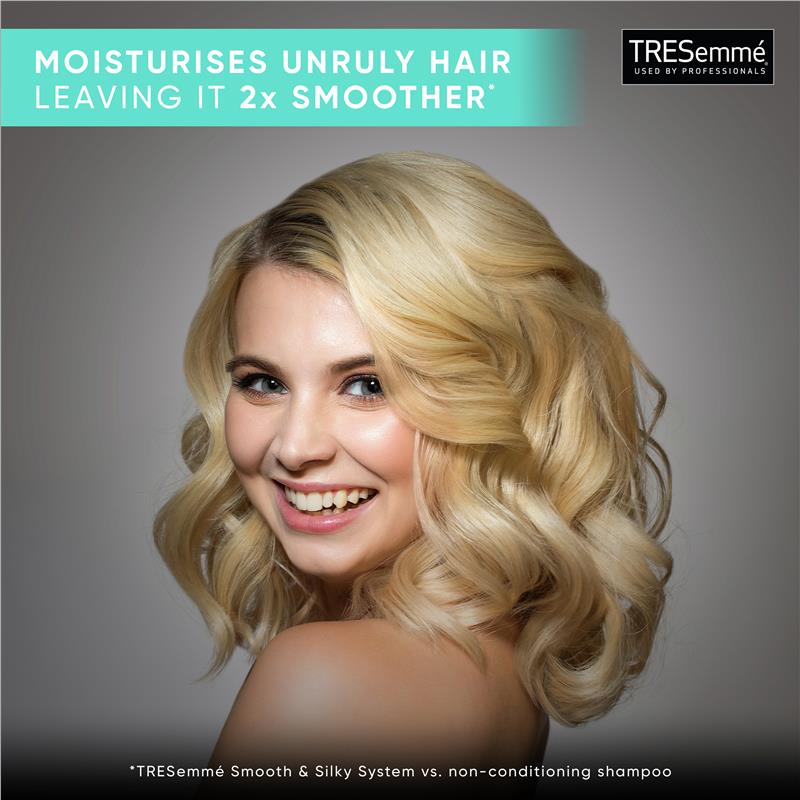 MOISTURISES UNRULY HAIR
LEAVING IT 2x SMOOTHER*
TRESemmé
USED BY PROFESSIONALS
*TRESemmé Smooth & Silky System vs. non-conditioning shampoo